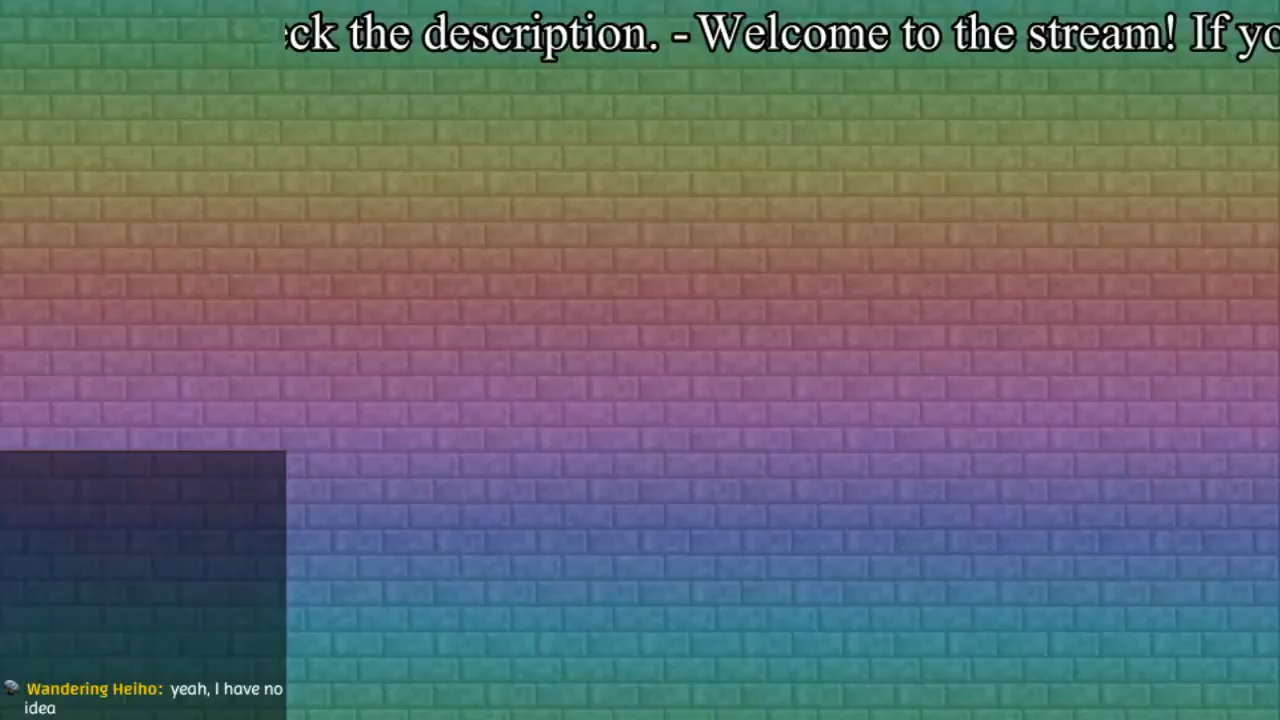 ck the description. - Welcome to the stream! If yo
Wandering Heiho: yeah, I have no
idea